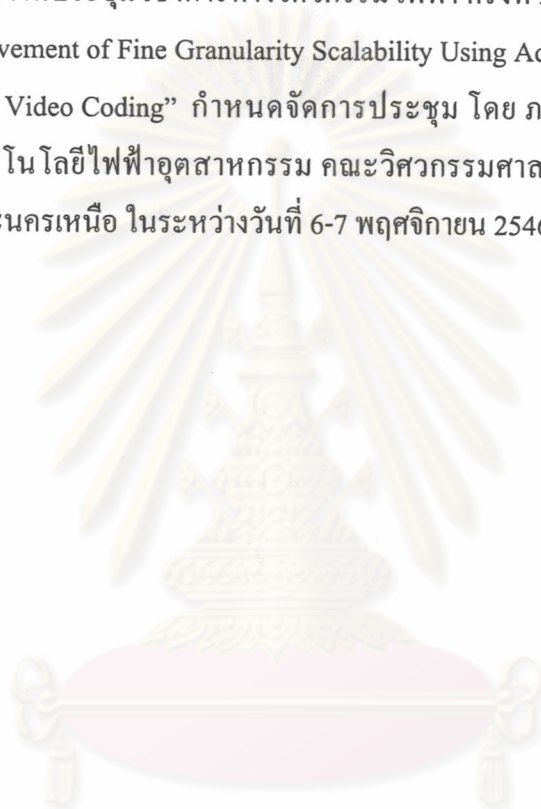 vement of Fine Granularity Scalability Using Ad
Video Coding” กำหนดจัดการประชุม โดย ภ
โนโลยีไฟฟ้าอุตสาหกรรม คณะวิศวกรรมศาส
ะนครเหนือ ในระหว่างวันที่ 6-7 พฤศจิกายน 2546